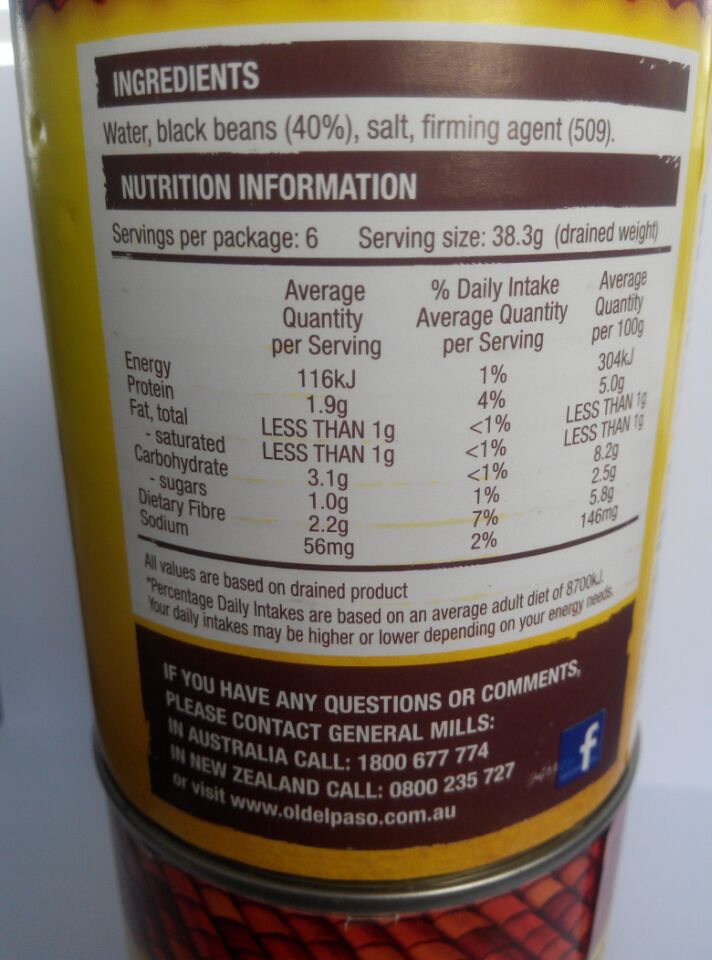 INGREDIENTS
Water, black beans (40%), salt, firming agent (509).
NUTRITION INFORMATION
Servings per package: 6 Serving size: 38.3g (drained weight)
Average Quantity per Serving % Daily Intake Average Quantity per Serving Average Quantity per 100g
Energy 116kJ 1% 304kJ
Protein 1.9g 4% 5.0g
Fat, total LESS THAN 1g <1% LESS THAN 1g
- saturated LESS THAN 1g <1% LESS THAN 1g
Carbohydrate 3.1g <1% 8.2g
- sugars 1.0g 1% 2.5g
Dietary Fibre 2.2g 7% 5.8g
Sodium 56mg 2% 146mg
All values are based on drained product
*Percentage Daily Intakes are based on an average adult diet of 8700kJ.
Your daily intakes may be higher or lower depending on your energy needs.
IF YOU HAVE ANY QUESTIONS OR COMMENTS,
PLEASE CONTACT GENERAL MILLS:
IN AUSTRALIA CALL: 1800 677 774
IN NEW ZEALAND CALL: 0800 235 727
or visit www.oldelpaso.com.au
f